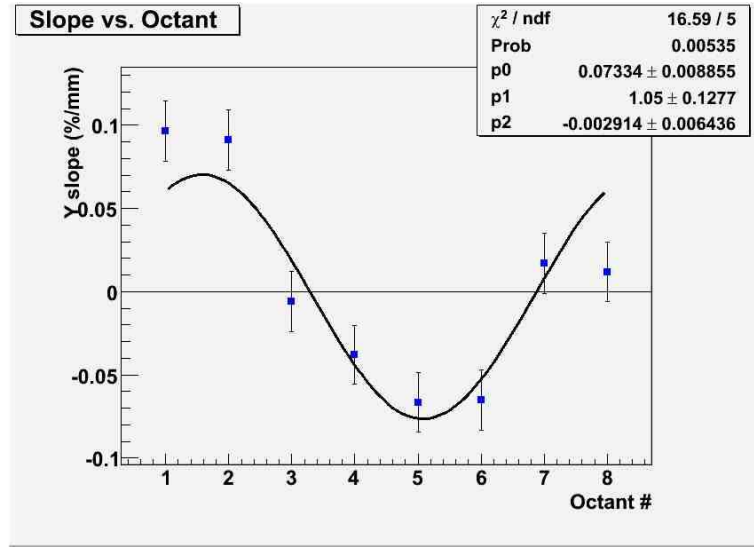 Slope vs. Octant
χ² / ndf 16.59 / 5
Prob 0.00535
p0 0.07334 ± 0.008855
p1 1.05 ± 0.1277
p2 -0.002914 ± 0.006436
Y slope (%/mm)
0.1
0.05
0
-0.05
-0.1
1 2 3 4 5 6 7 8
Octant #